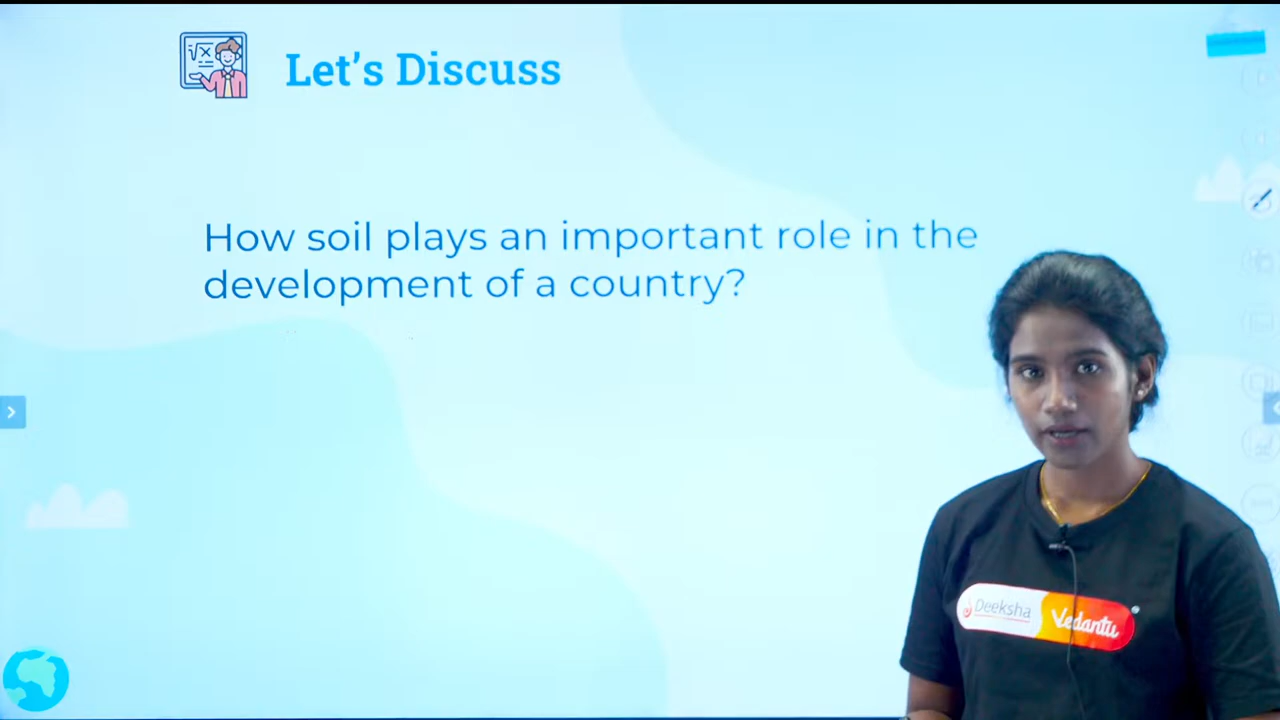 √x
Let's Discuss
How soil plays an important role in the
development of a country?
Deeksha
Vedantu